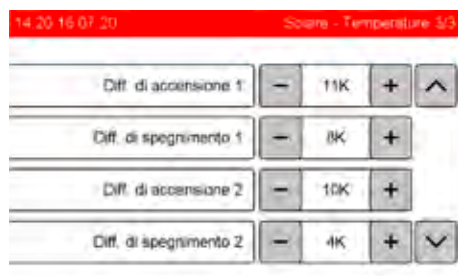 14:20 16.07.20 Solare - Temperature 3/3
Diff. di accensione 1 − 11K +
Diff. di spegnimento 1 − 8K +
Diff. di accensione 2 − 10K +
Diff. di spegnimento 2 − 4K +